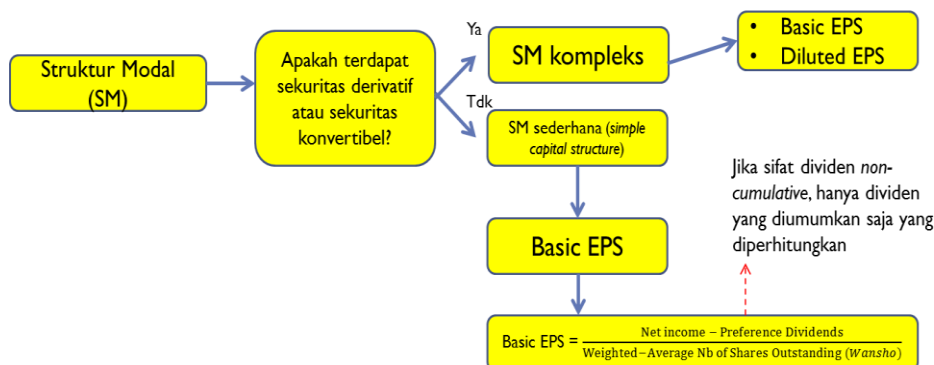 Struktur Modal
(SM)
Apakah terdapat
sekuritas derivatif
atau sekuritas
konvertibel?
Ya
Tdk
SM kompleks
• Basic EPS
• Diluted EPS
SM sederhana (simple
capital structure)
Jika sifat dividen non-
cumulative, hanya dividen
yang diumumkan saja yang
diperhitungkan
Basic EPS
Basic EPS = Net income − Preference Dividends
Weighted−Average Nb of Shares Outstanding (Wansho)